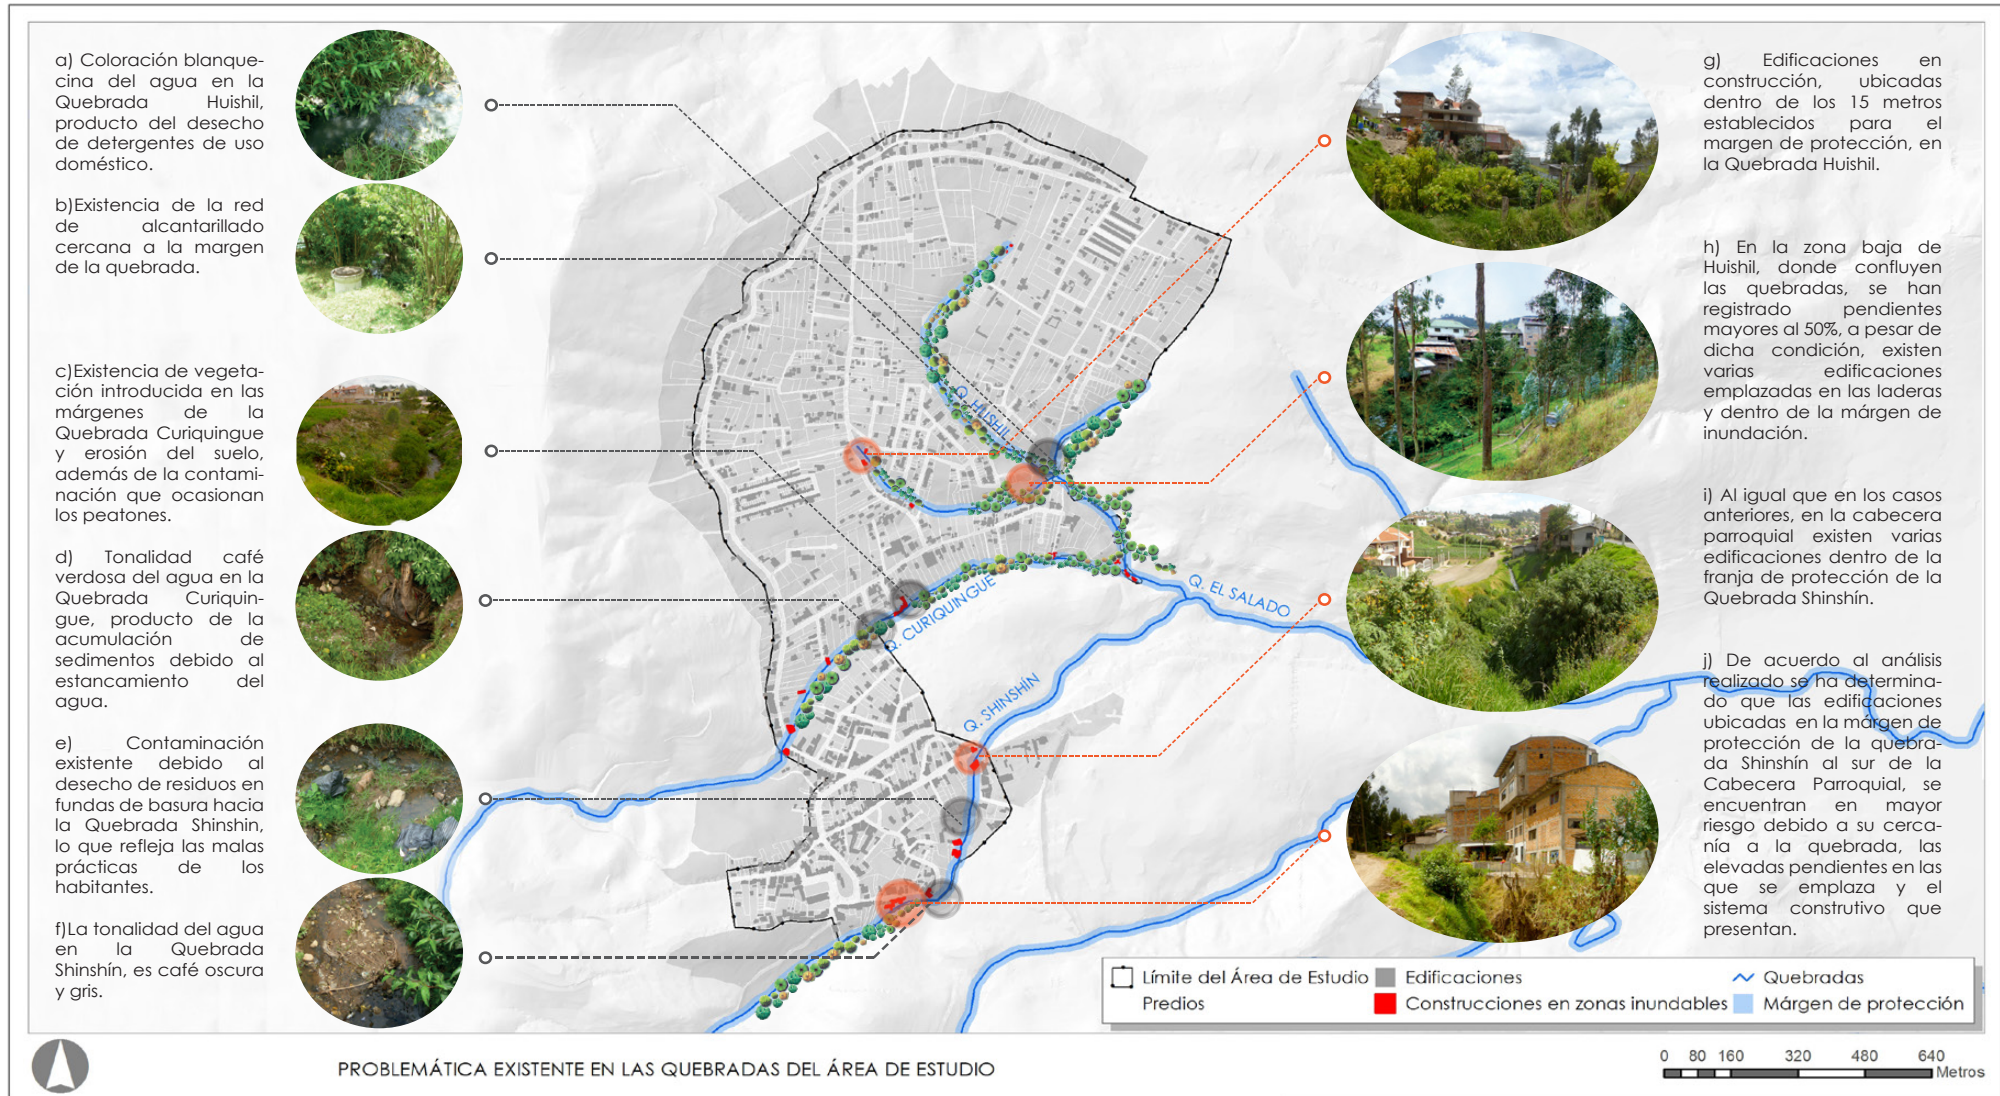 a) Coloración blanque-
cina del agua en la
Quebrada Huishil,
producto del desecho
de detergentes de uso
doméstico.
b)Existencia de la red
de alcantarillado
cercana a la margen
de la quebrada.
c)Existencia de vegeta-
ción introducida en las
márgenes de la
Quebrada Curiquingue
y erosión del suelo,
además de la contami-
nación que ocasionan
los peatones.
d) Tonalidad café
verdosa del agua en la
Quebrada Curiquin-
gue, producto de la
acumulación de
sedimentos debido al
estancamiento del
agua.
e) Contaminación
existente debido al
desecho de residuos en
fundas de basura hacia
la Quebrada Shinshin,
lo que refleja las malas
prácticas de los
habitantes.
f)La tonalidad del agua
en la Quebrada
Shinshín, es café oscura
y gris.
Q. HUISHIL
Q. CURIQUINGUE
Q. EL SALADO
Q. SHINSHÍN
g) Edificaciones en
construcción, ubicadas
dentro de los 15 metros
establecidos para el
margen de protección, en
la Quebrada Huishil.
h) En la zona baja de
Huishil, donde confluyen
las quebradas, se han
registrado pendientes
mayores al 50%, a pesar de
dicha condición, existen
varias edificaciones
emplazadas en las laderas
y dentro de la márgen de
inundación.
i) Al igual que en los casos
anteriores, en la cabecera
parroquial existen varias
edificaciones dentro de la
franja de protección de la
Quebrada Shinshín.
j) De acuerdo al análisis
realizado se ha determina-
do que las edificaciones
ubicadas en la márgen de
protección de la quebra-
da Shinshín al sur de la
Cabecera Parroquial, se
encuentran en mayor
riesgo debido a su cerca-
nía a la quebrada, las
elevadas pendientes en las
que se emplaza y el
sistema construtivo que
presentan.
Límite del Área de Estudio
Predios
Edificaciones
Construcciones en zonas inundables
Quebradas
Márgen de protección
PROBLEMÁTICA EXISTENTE EN LAS QUEBRADAS DEL ÁREA DE ESTUDIO
0 80 160 320 480 640
Metros